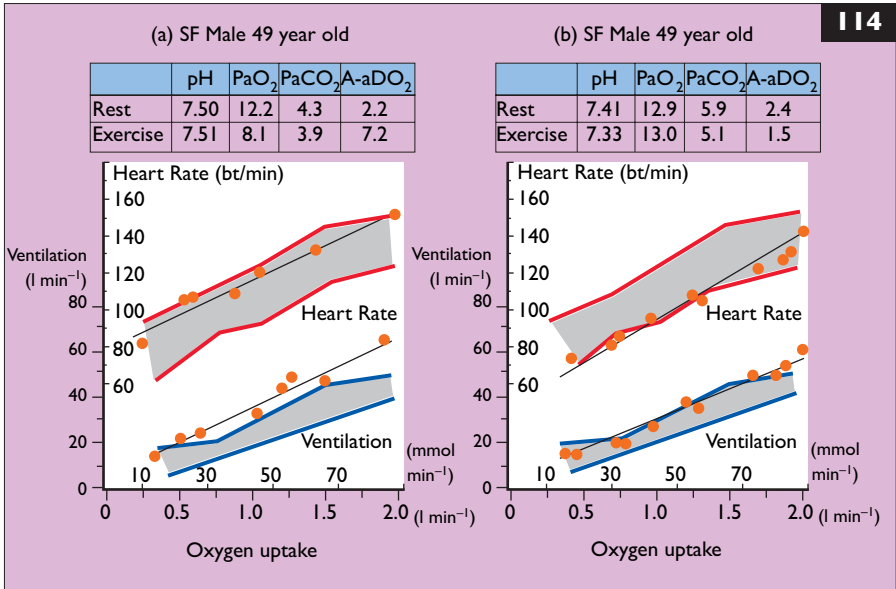 114
(a) SF Male 49 year old
pH PaO2 PaCO2 A-aDO2
Rest 7.50 12.2 4.3 2.2
Exercise 7.51 8.1 3.9 7.2
Heart Rate (bt/min)
160
140
Ventilation
(l min–1)
120
80 100
Heart Rate
60 80
60
40
20
Ventilation
(mmol
min–1)
10 30 50 70
0
0 0.5 1.0 1.5 2.0 (l min–1)
Oxygen uptake
(b) SF Male 49 year old
pH PaO2 PaCO2 A-aDO2
Rest 7.41 12.9 5.9 2.4
Exercise 7.33 13.0 5.1 1.5
Heart Rate (bt/min)
160
140
Ventilation
(l min–1)
120
80 100
Heart Rate
60 80
60
40
20
Ventilation
(mmol
min–1)
10 30 50 70
0
0 0.5 1.0 1.5 2.0 (l min–1)
Oxygen uptake